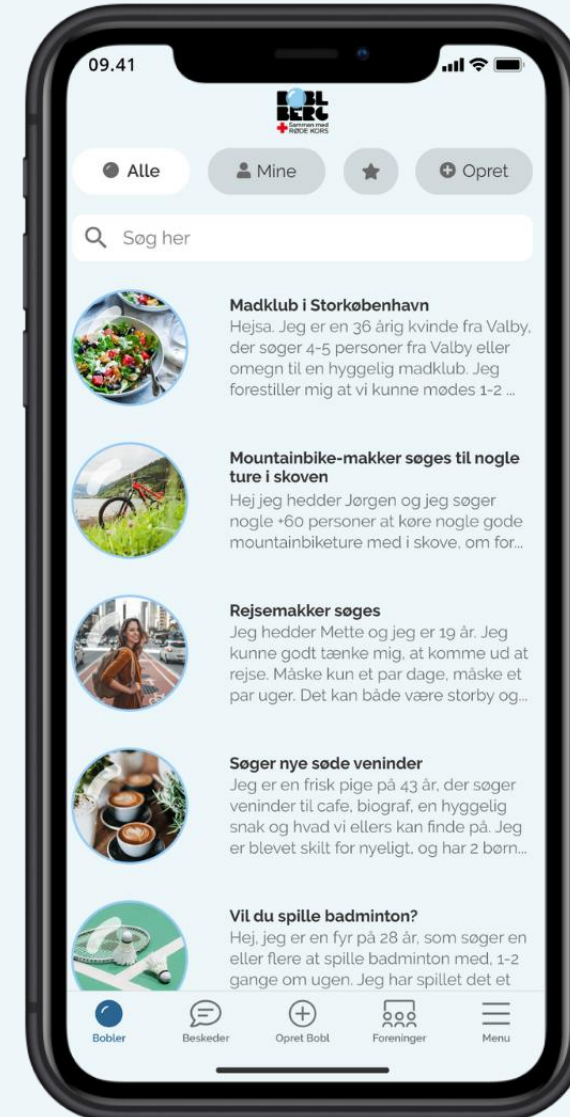 09.41
BOBL
BERG
Sammen med
RØDE KORS
Alle
Mine
Opret
Søg her
Madklub i Storkøbenhavn
Hejsa. Jeg er en 36 årig kvinde fra Valby,
der søger 4-5 personer fra Valby eller
omegn til en hyggelig madklub. Jeg
forestiller mig at vi kunne mødes 1-2 ...
Mountainbike-makker søges til nogle
ture i skoven
Hej jeg hedder Jørgen og jeg søger
nogle +60 personer at køre nogle gode
mountainbiketure med i skove, om for...
Rejsemakker søges
Jeg hedder Mette og jeg er 19 år. Jeg
kunne godt tænke mig, at komme ud at
rejse. Måske kun et par dage, måske et
par uger. Det kan både være storby og...
Søger nye søde veninder
Jeg er en frisk pige på 43 år, der søger
veninder til cafe, biograf, en hyggelig
snak og hvad vi ellers kan finde på. Jeg
er blevet skilt for nyeligt, og har 2 børn...
Vil du spille badminton?
Hej, jeg er en fyr på 28 år, som søger en
eller flere at spille badminton med, 1-2
gange om ugen. Jeg har spillet det et
Bobler
Beskeder
Opret Bobl
Foreninger
Menu